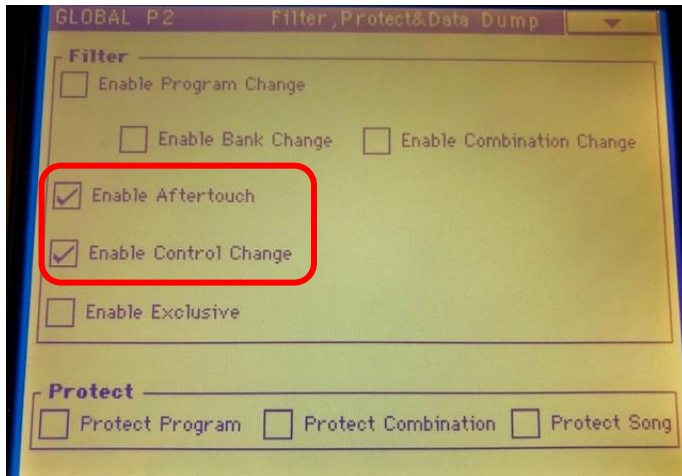 GLOBAL P2 Filter,Protect&Data Dump
Filter
Enable Program Change
Enable Bank Change Enable Combination Change
Enable Aftertouch
Enable Control Change
Enable Exclusive
Protect
Protect Program Protect Combination Protect Song